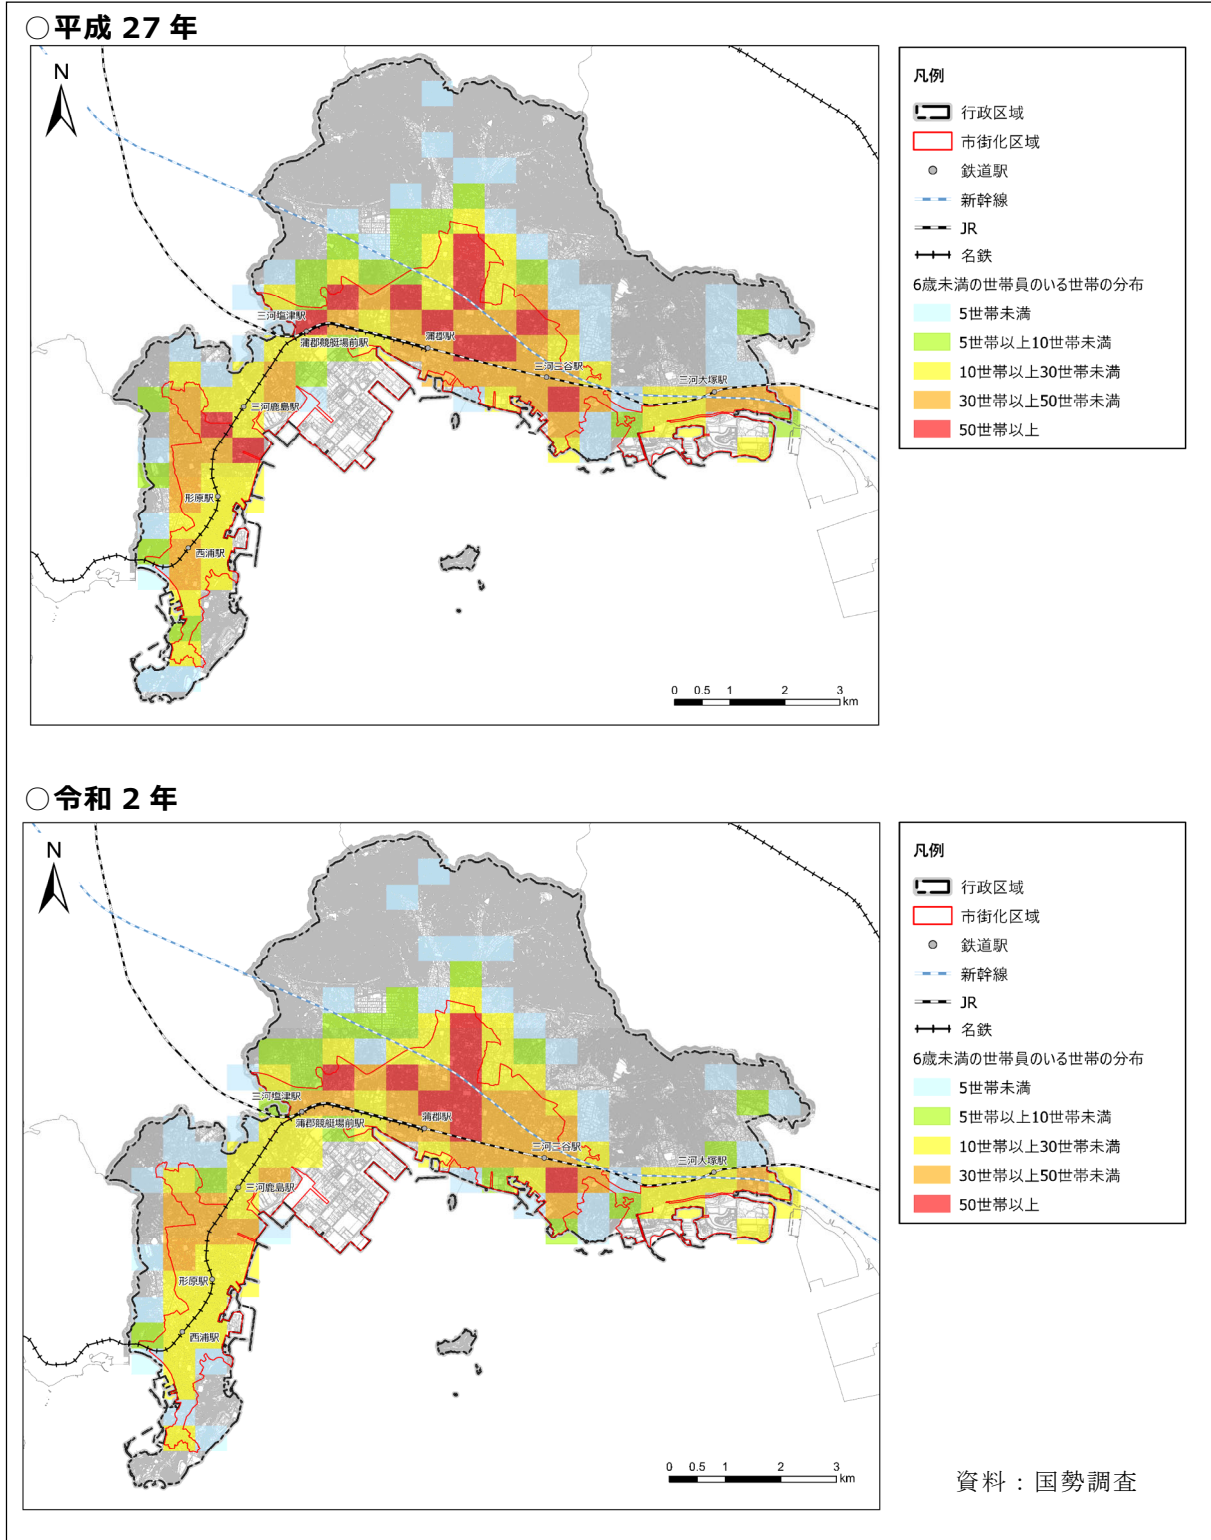 ○平成 27 年
N
三河塩津駅
蒲郡競艇場前駅
蒲郡駅
三河三谷駅
三河大塚駅
三河鹿島駅
形原駅
西浦駅
0 0.5 1 2 3
km
凡例
行政区域
市街化区域
鉄道駅
新幹線
JR
名鉄
6歳未満の世帯員のいる世帯の分布
5世帯未満
5世帯以上10世帯未満
10世帯以上30世帯未満
30世帯以上50世帯未満
50世帯以上
○令和 2 年
N
三河塩津駅
蒲郡競艇場前駅
蒲郡駅
三河三谷駅
三河大塚駅
三河鹿島駅
形原駅
西浦駅
0 0.5 1 2 3
km
凡例
行政区域
市街化区域
鉄道駅
新幹線
JR
名鉄
6歳未満の世帯員のいる世帯の分布
5世帯未満
5世帯以上10世帯未満
10世帯以上30世帯未満
30世帯以上50世帯未満
50世帯以上
資料：国勢調査